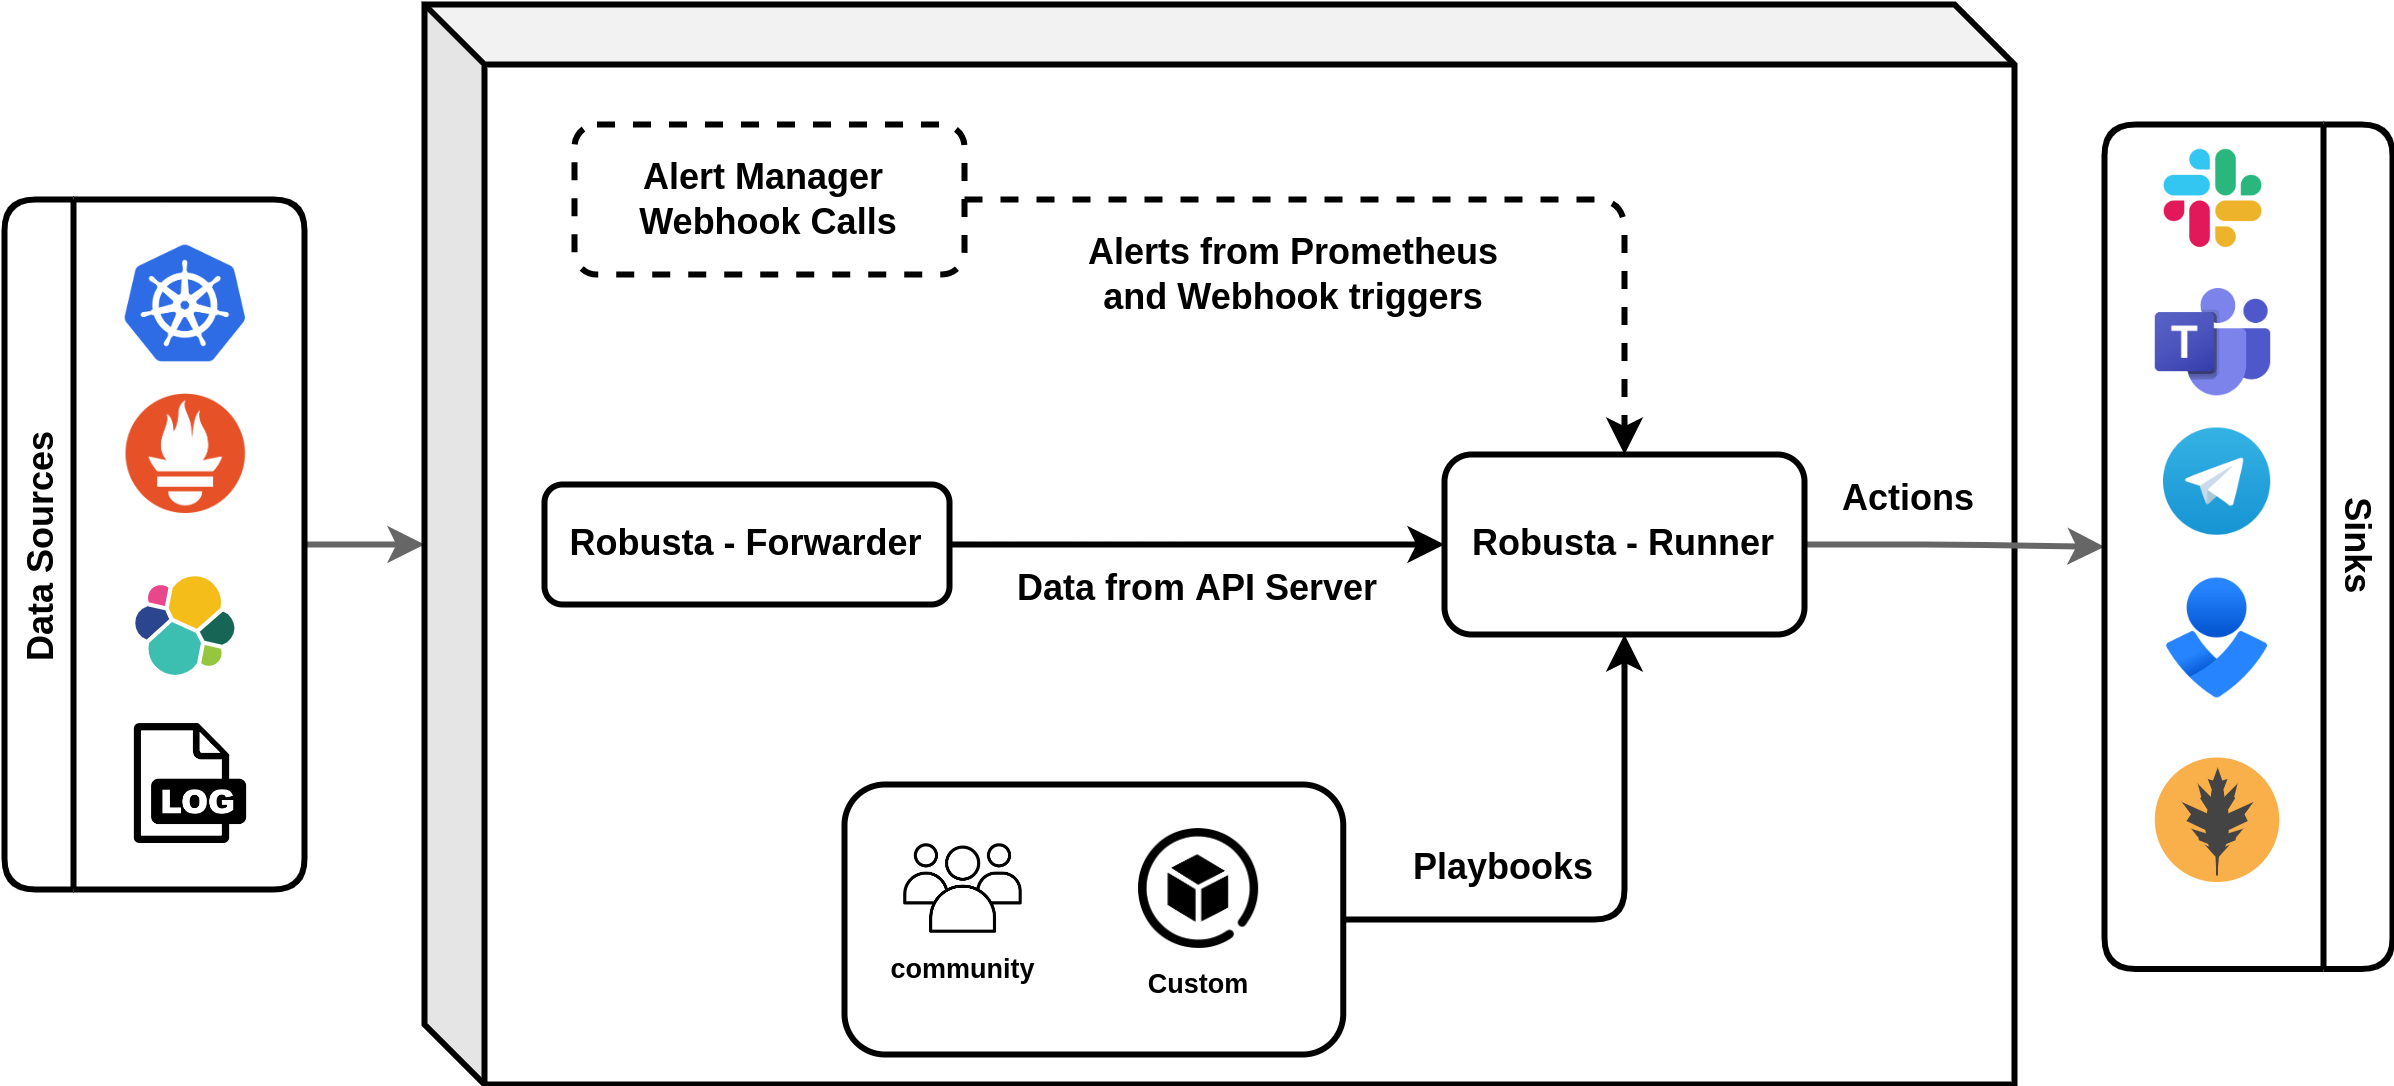 Data Sources
LOG
Alert Manager
Webhook Calls
Alerts from Prometheus
and Webhook triggers
Robusta - Forwarder
Data from API Server
Robusta - Runner
Actions
community
Custom
Playbooks
T
Sinks